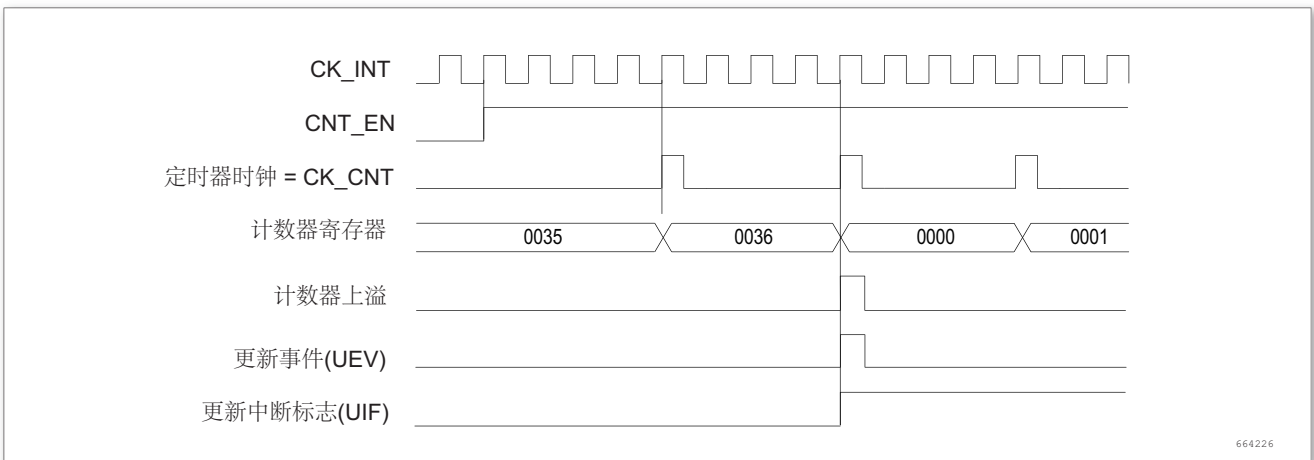 CK_INT
CNT_EN
定时器时钟 = CK_CNT
计数器寄存器 0035 0036 0000 0001
计数器上溢
更新事件(UEV)
更新中断标志(UIF)
664226